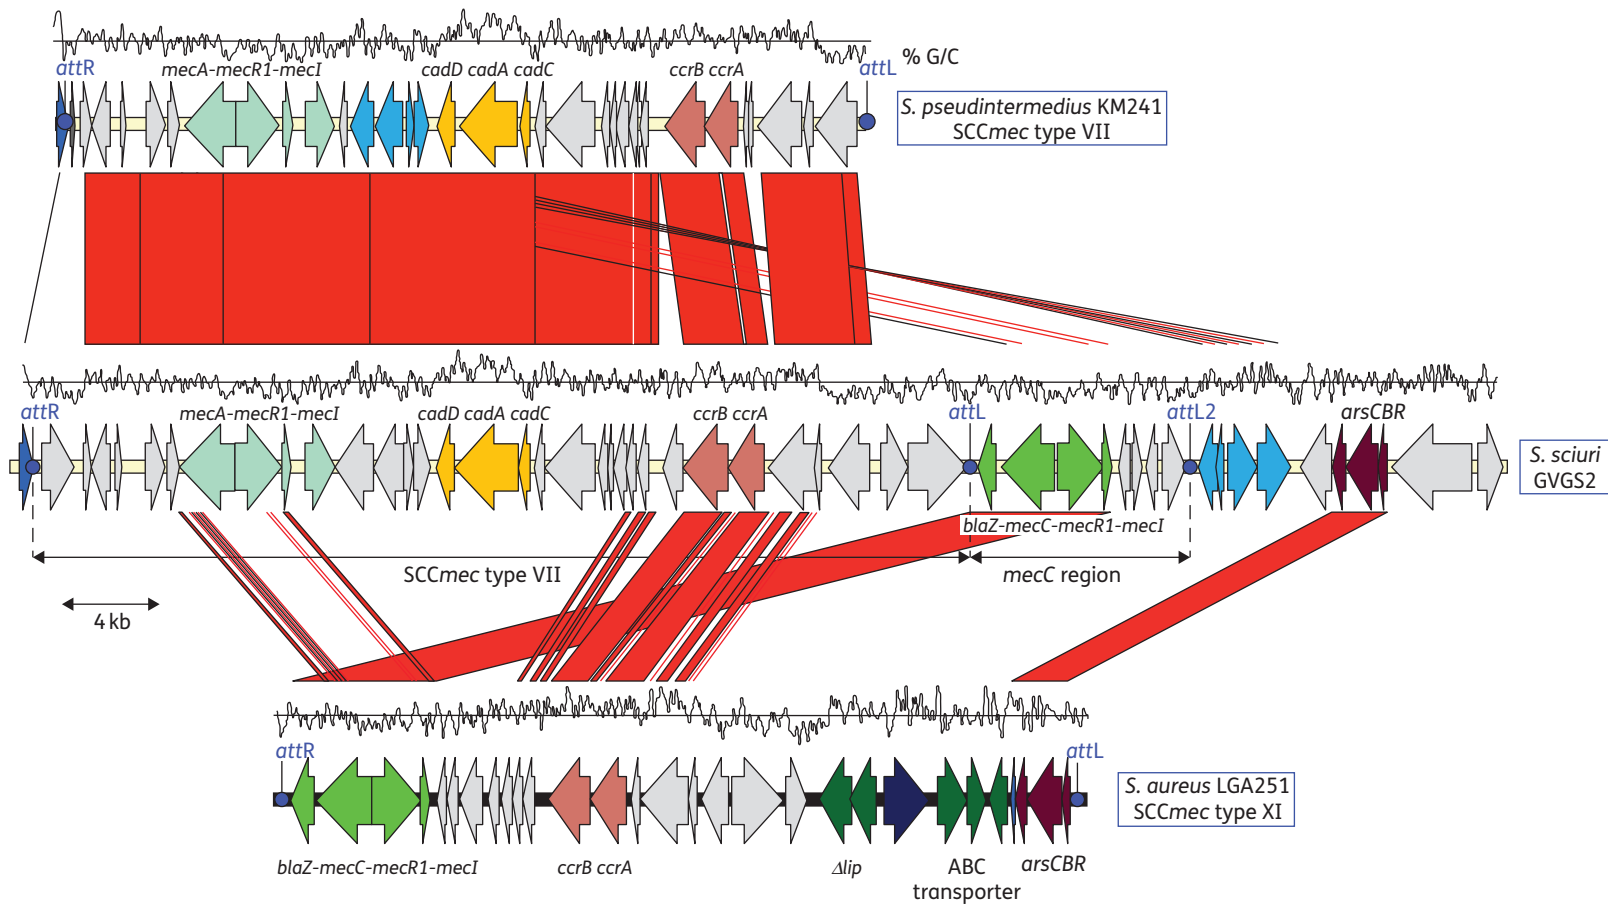 % G/C
attR mecA-mecR1-mecI cadD cadA cadC ccrB ccrA attL
S. pseudintermedius KM241
SCCmec type VII
attR mecA-mecR1-mecI cadD cadA cadC ccrB ccrA attL attL2 arsCBR
S. sciuri
GVGS2
blaZ-mecC-mecR1-mecI
SCCmec type VII mecC region
4 kb
attR attL
S. aureus LGA251
SCCmec type XI
blaZ-mecC-mecR1-mecI ccrB ccrA Δlip ABC arsCBR
transporter